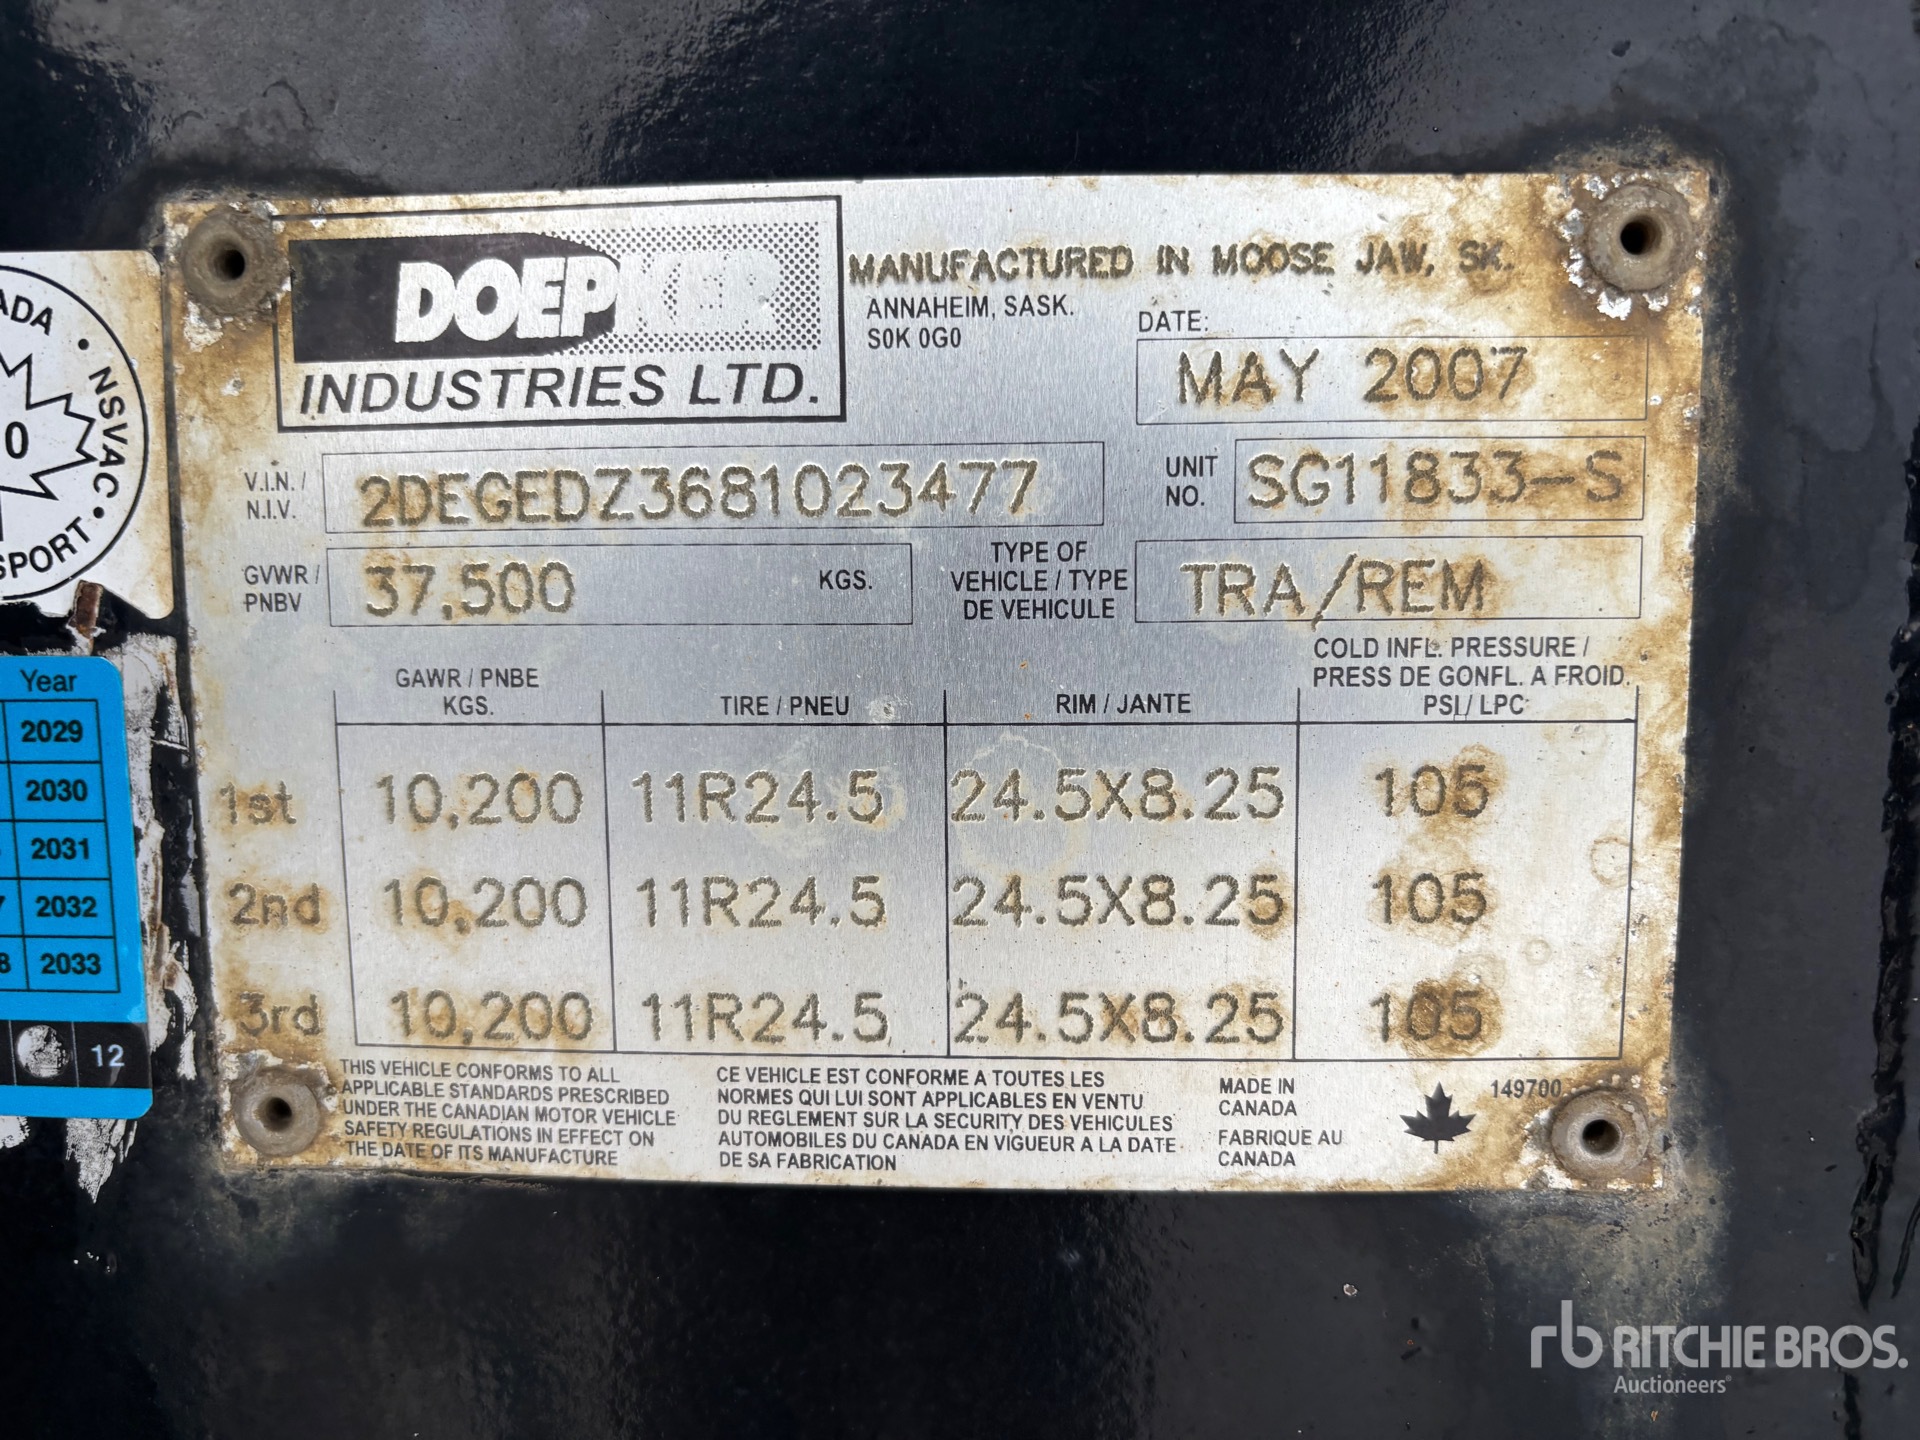 DOEPKER
INDUSTRIES LTD.
MANUFACTURED IN MOOSE JAW, SK.
ANNAHEIM, SASK.
S0K 0G0
DATE:
MAY 2007
V.I.N. /
N.I.V.
2DEGEDZ3681023477
UNIT
NO.
SG11833-S
GVWR /
PNBV
37,500
KGS.
TYPE OF
VEHICLE / TYPE
DE VEHICULE
TRA/REM
GAWR / PNBE
KGS.
TIRE / PNEU
RIM / JANTE
COLD INFL. PRESSURE /
PRESS DE GONFL. A FROID.
PSI / LPC
1st 10,200 11R24.5 24.5X8.25 105
2nd 10,200 11R24.5 24.5X8.25 105
3rd 10,200 11R24.5 24.5X8.25 105
THIS VEHICLE CONFORMS TO ALL
APPLICABLE STANDARDS PRESCRIBED
UNDER THE CANADIAN MOTOR VEHICLE
SAFETY REGULATIONS IN EFFECT ON
THE DATE OF ITS MANUFACTURE
CE VEHICLE EST CONFORME A TOUTES LES
NORMES QUI LUI SONT APPLICABLES EN VENTU
DU REGLEMENT SUR LA SECURITY DES VEHICULES
AUTOMOBILES DU CANADA EN VIGUEUR A LA DATE
DE SA FABRICATION
MADE IN
CANADA
FABRIQUE AU
CANADA
149700
ADA • NSVAC •
SPORT
0
Year
2029
2030
2031
2032
2033
12
rb RITCHIE BROS.
Auctioneers